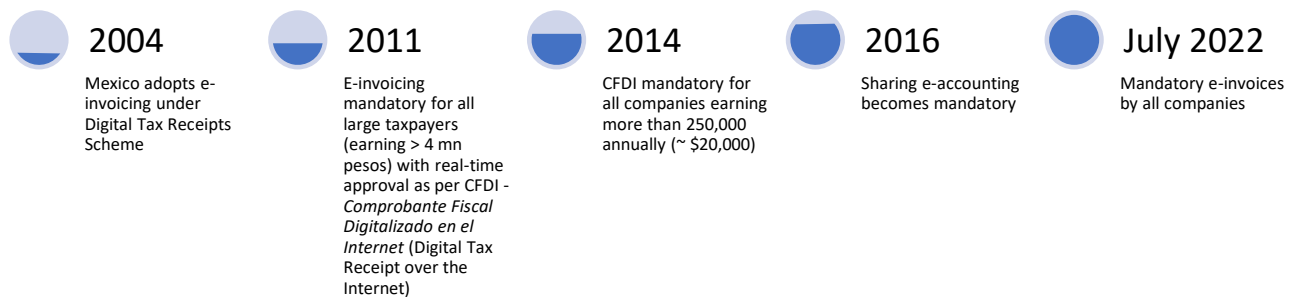 2004
Mexico adopts e-
invoicing under
Digital Tax Receipts
Scheme
2011
E-invoicing
mandatory for all
large taxpayers
(earning > 4 mn
pesos) with real-time
approval as per CFDI -
Comprobante Fiscal
Digitalizado en el
Internet (Digital Tax
Receipt over the
Internet)
2014
CFDI mandatory for
all companies earning
more than 250,000
annually (~ $20,000)
2016
Sharing e-accounting
becomes mandatory
July 2022
Mandatory e-invoices
by all companies